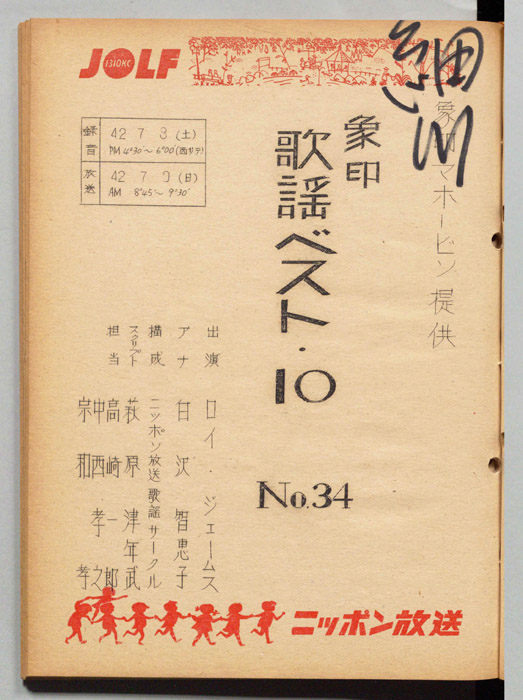 JOLF
1310KC
細川
象印マホービン提供
象印
歌謡ベスト・10
No.34
録音 42 7 8 (土)
PM 4°30′~6°00′(西サテ)
放送 42 7 9 (日)
AM 8°45′~9°30′
出演 ロイ・ジェームス
アナ 白沢智恵子
構成 ニッポン放送歌謡サークル
スクリプト 萩原津年武
担当 高崎一郎
中西孝之
宗和孝
ニッポン放送